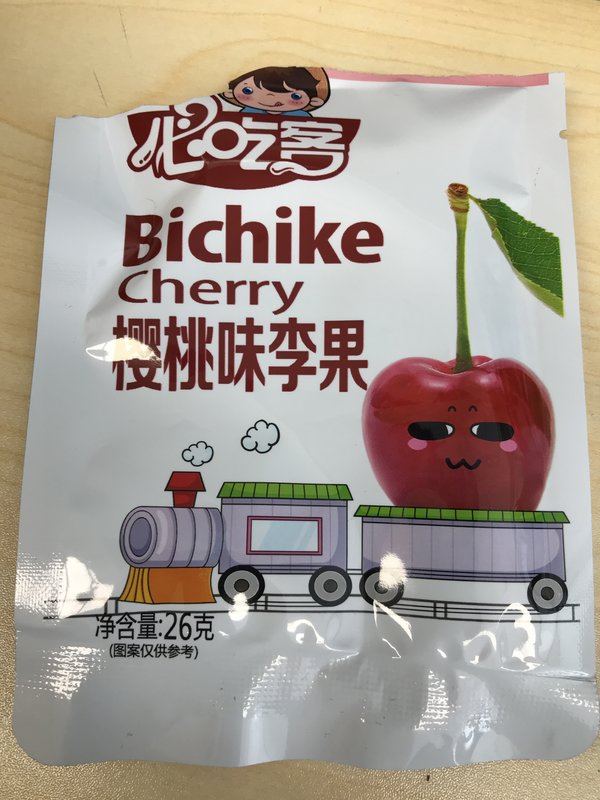 必吃客
Bichike
Cherry
樱桃味李果
净含量:26克
(图案仅供参考)